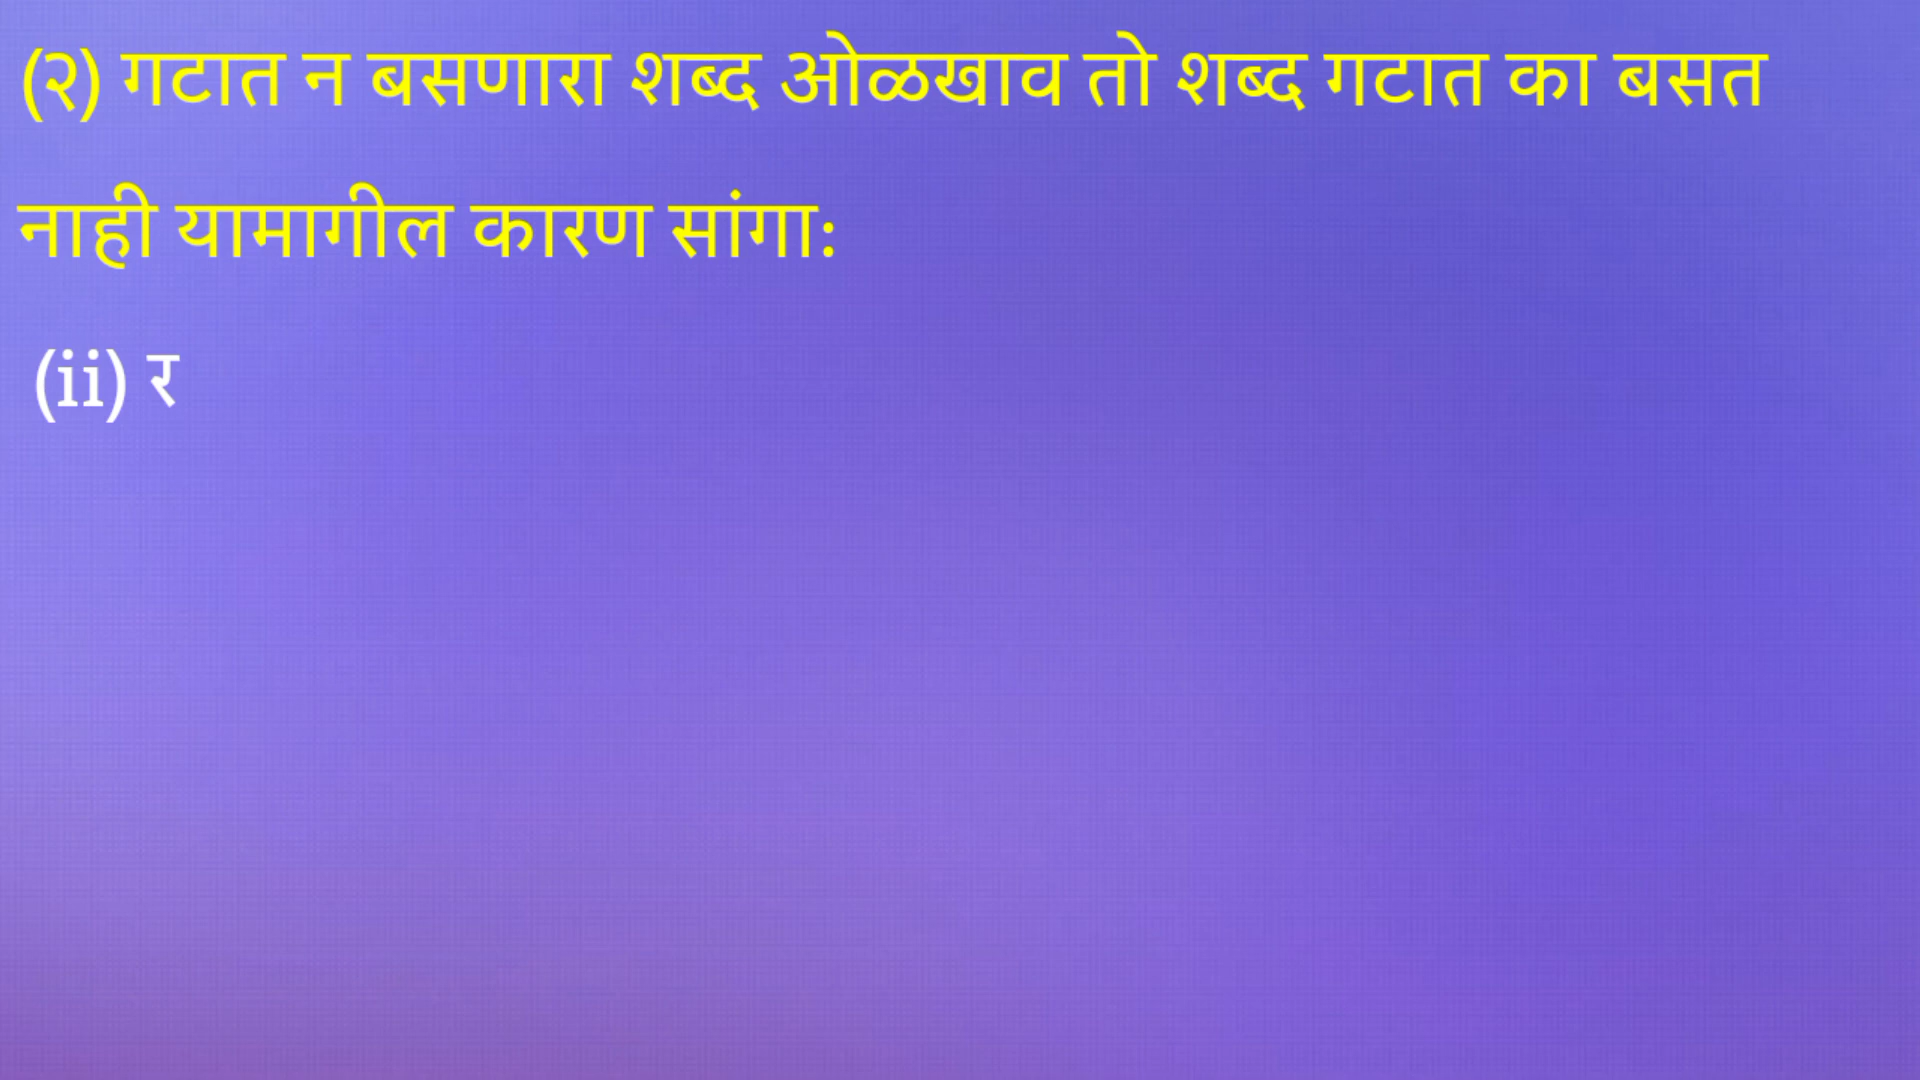 (२) गटात न बसणारा शब्द ओळखाव तो शब्द गटात का बसत
नाही यामागील कारण सांगा:
(ii) र